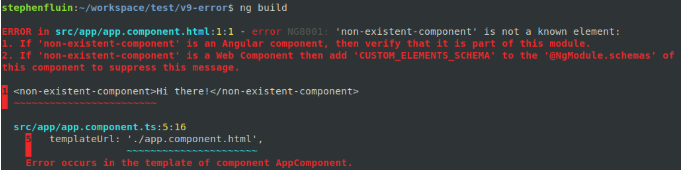 stephenfluin:~/workspace/test/v9-error$ ng build
ERROR in src/app/app.component.html:1:1 - error NG8001: 'non-existent-component' is not a known element:
1. If 'non-existent-component' is an Angular component, then verify that it is part of this module.
2. If 'non-existent-component' is a Web Component then add 'CUSTOM_ELEMENTS_SCHEMA' to the '@NgModule.schemas' of
this component to suppress this message.
1 <non-existent-component>Hi there!</non-existent-component>
~~~~~~~~~~~~~~~~~~~~~~~~
src/app/app.component.ts:5:16
5 templateUrl: './app.component.html',
~~~~~~~~~~~~~~~~~~~~~~
Error occurs in the template of component AppComponent.